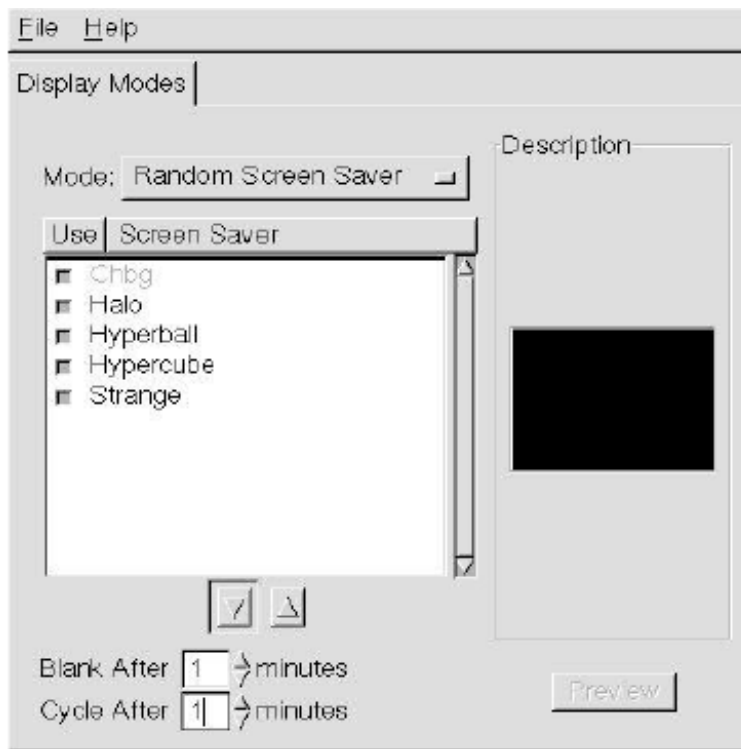 File Help
Display Modes
Description
Mode: Random Screen Saver
Use Screen Saver
Chbg
Halo
Hyperball
Hypercube
Strange
Blank After 1 minutes
Cycle After 1 minutes
Preview